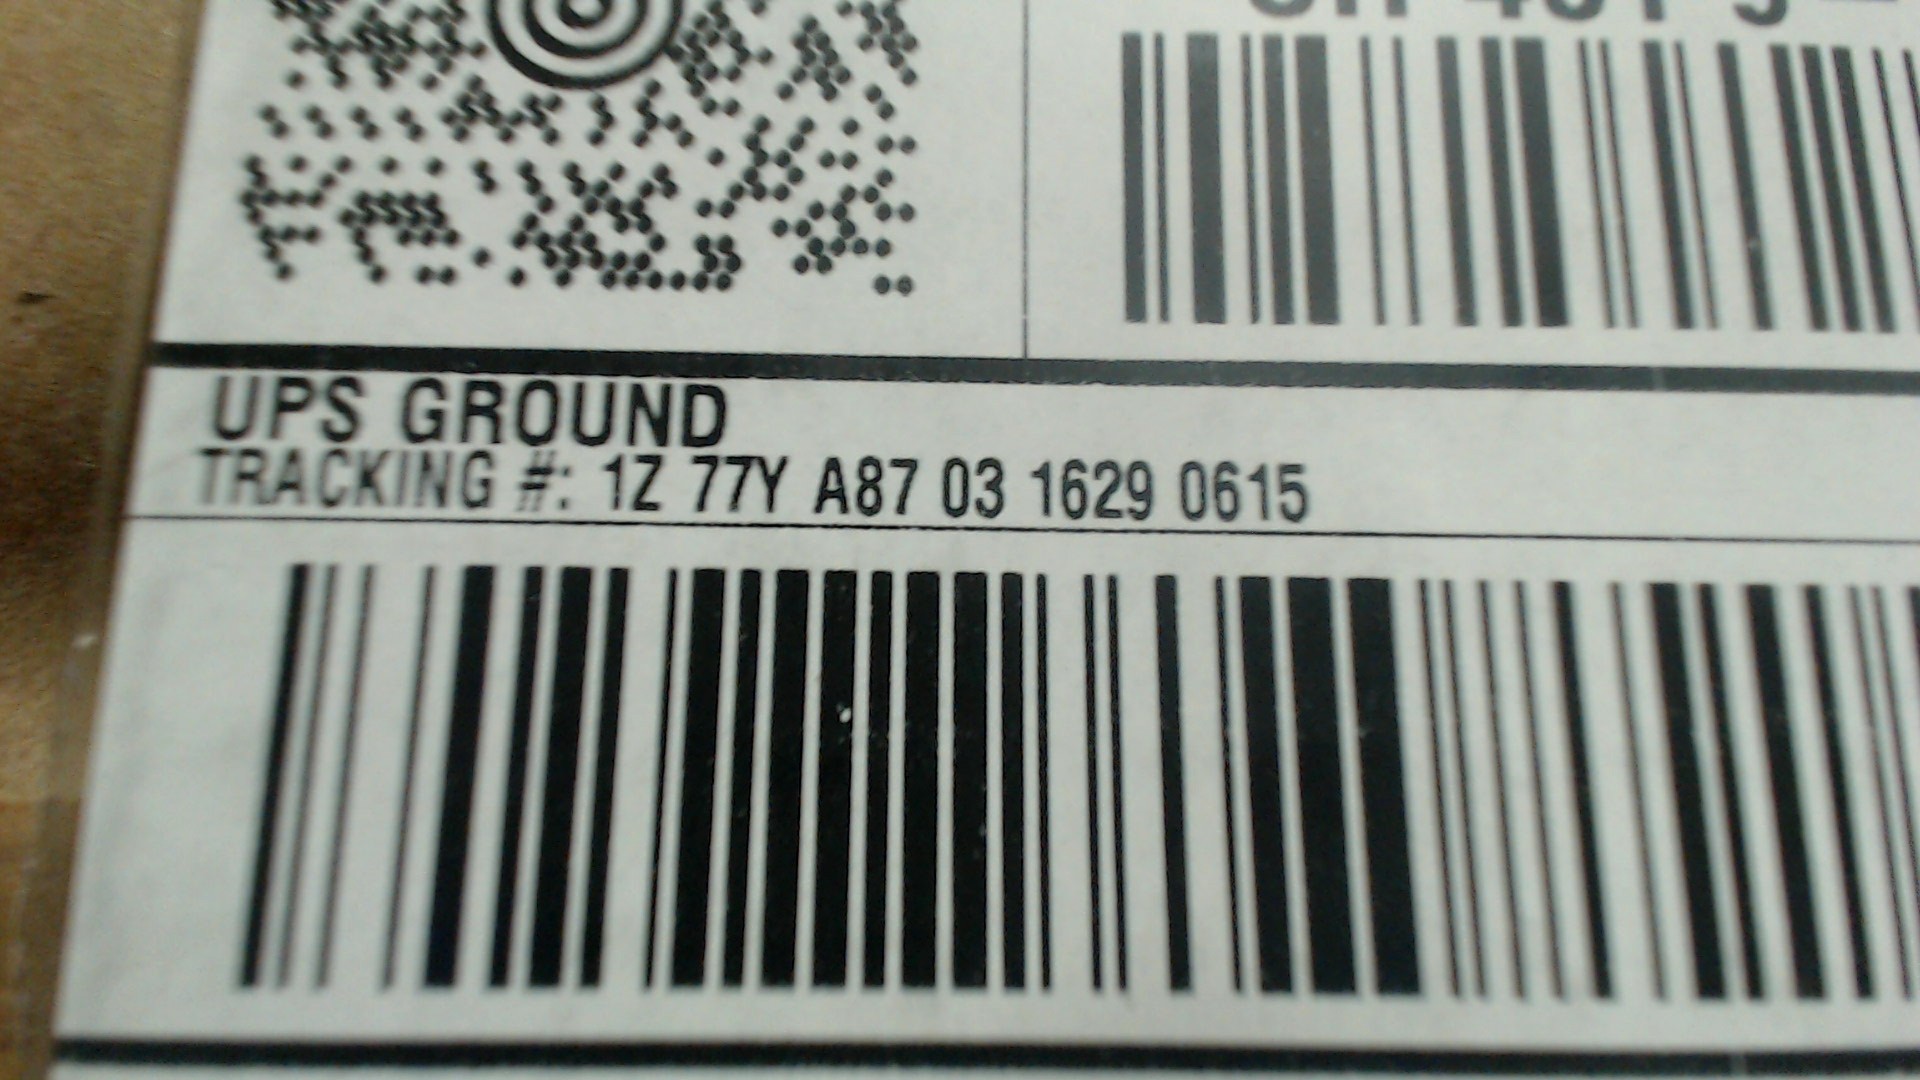 UPS GROUND
TRACKING #: 1Z 77Y A87 03 1629 0615